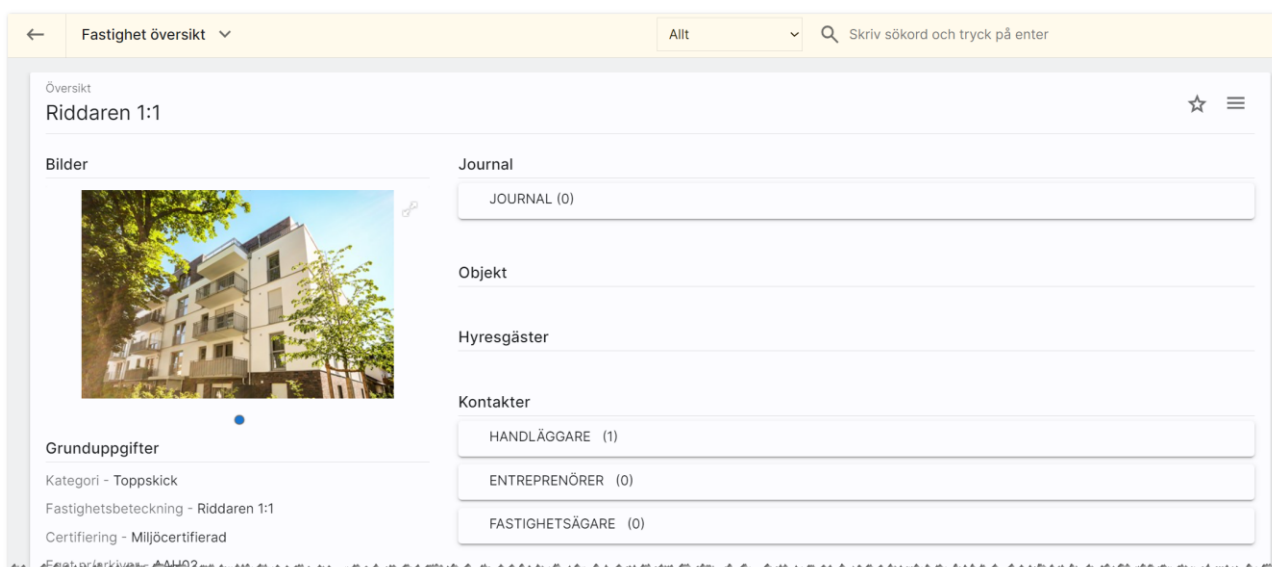 Fastighet översikt
Allt
Skriv sökord och tryck på enter
Översikt
Riddaren 1:1
Bilder
Grunduppgifter
Kategori - Toppskick
Fastighetsbeteckning - Riddaren 1:1
Certifiering - Miljöcertifierad
Journal
JOURNAL (0)
Objekt
Hyresgäster
Kontakter
HANDLÄGGARE (1)
ENTREPRENÖRER (0)
FASTIGHETSÄGARE (0)